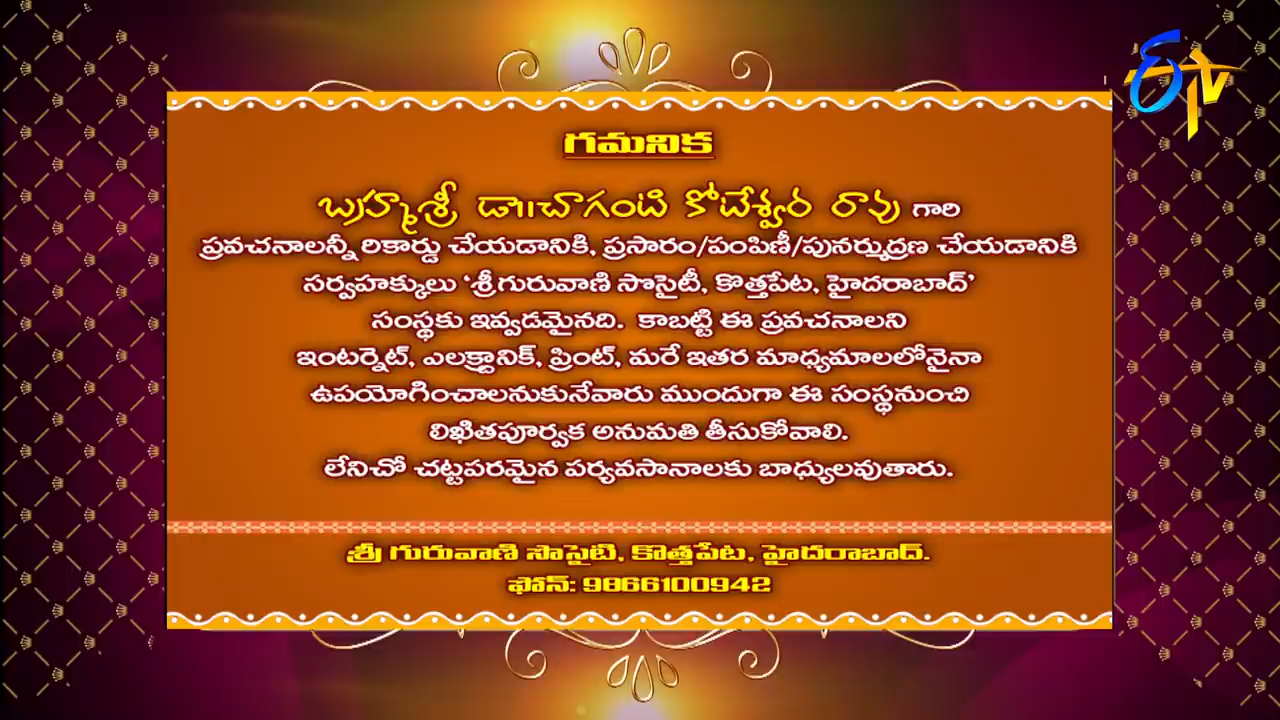 ఈtv
గమనిక
బ్రహ్మశ్రీ డా॥చాగంటి కోటేశ్వర రావు గారి
ప్రవచనాలన్నీ రికార్డు చేయడానికి, ప్రసారం/పంపిణీ/పునర్ముద్రణ చేయడానికి
సర్వహక్కులు ‘శ్రీగురువాణి సొసైటీ, కొత్తపేట, హైదరాబాద్’
సంస్థకు ఇవ్వడమైనది. కాబట్టి ఈ ప్రవచనాలని
ఇంటర్నెట్, ఎలక్ట్రానిక్, ప్రింట్, మరే ఇతర మాధ్యమాలలోనైనా
ఉపయోగించాలనుకునేవారు ముందుగా ఈ సంస్థనుంచి
లిఖితపూర్వక అనుమతి తీసుకోవాలి.
లేనిచో చట్టపరమైన పర్యవసానాలకు బాధ్యులవుతారు.
శ్రీ గురువాణి సొసైటి, కొత్తపేట, హైదరాబాద్.
ఫోన్: 9866100942